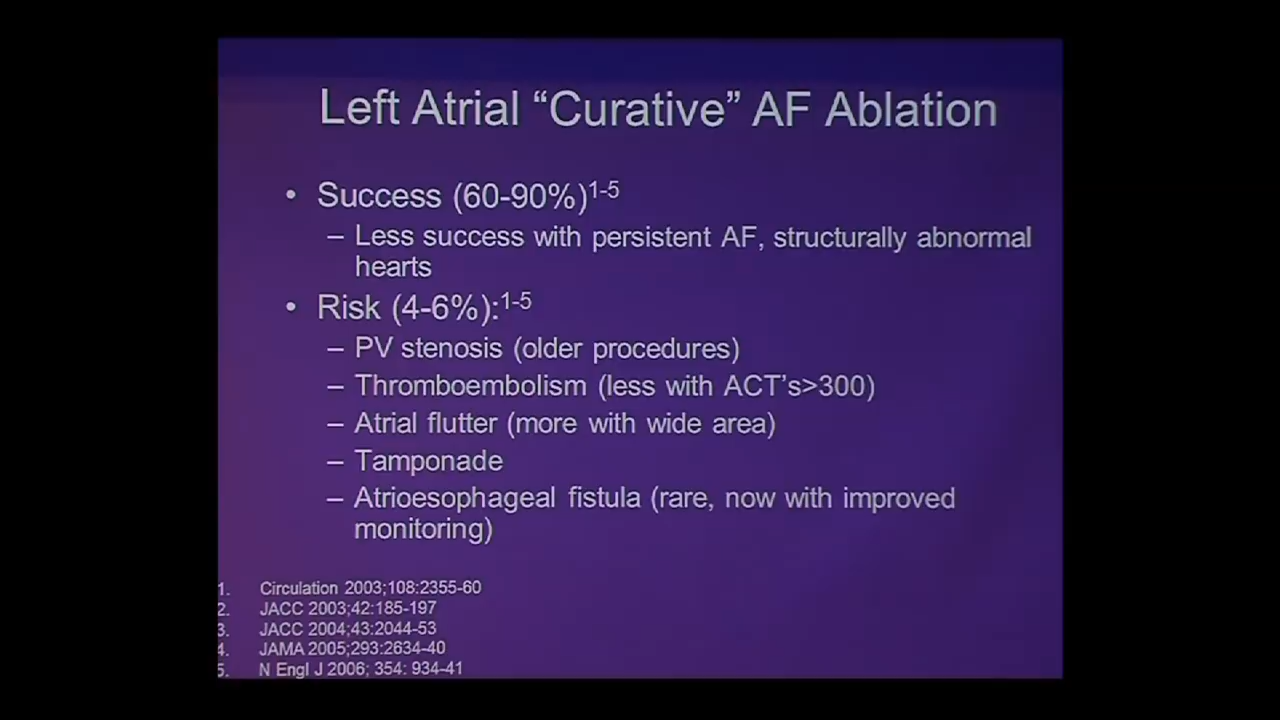 Left Atrial “Curative” AF Ablation
• Success (60-90%)1-5
– Less success with persistent AF, structurally abnormal
hearts
• Risk (4-6%):1-5
– PV stenosis (older procedures)
– Thromboembolism (less with ACT’s>300)
– Atrial flutter (more with wide area)
– Tamponade
– Atrioesophageal fistula (rare, now with improved
monitoring)
1. Circulation 2003;108:2355-60
2. JACC 2003;42:185-197
3. JACC 2004;43:2044-53
4. JAMA 2005;293:2634-40
5. N Engl J 2006; 354: 934-41